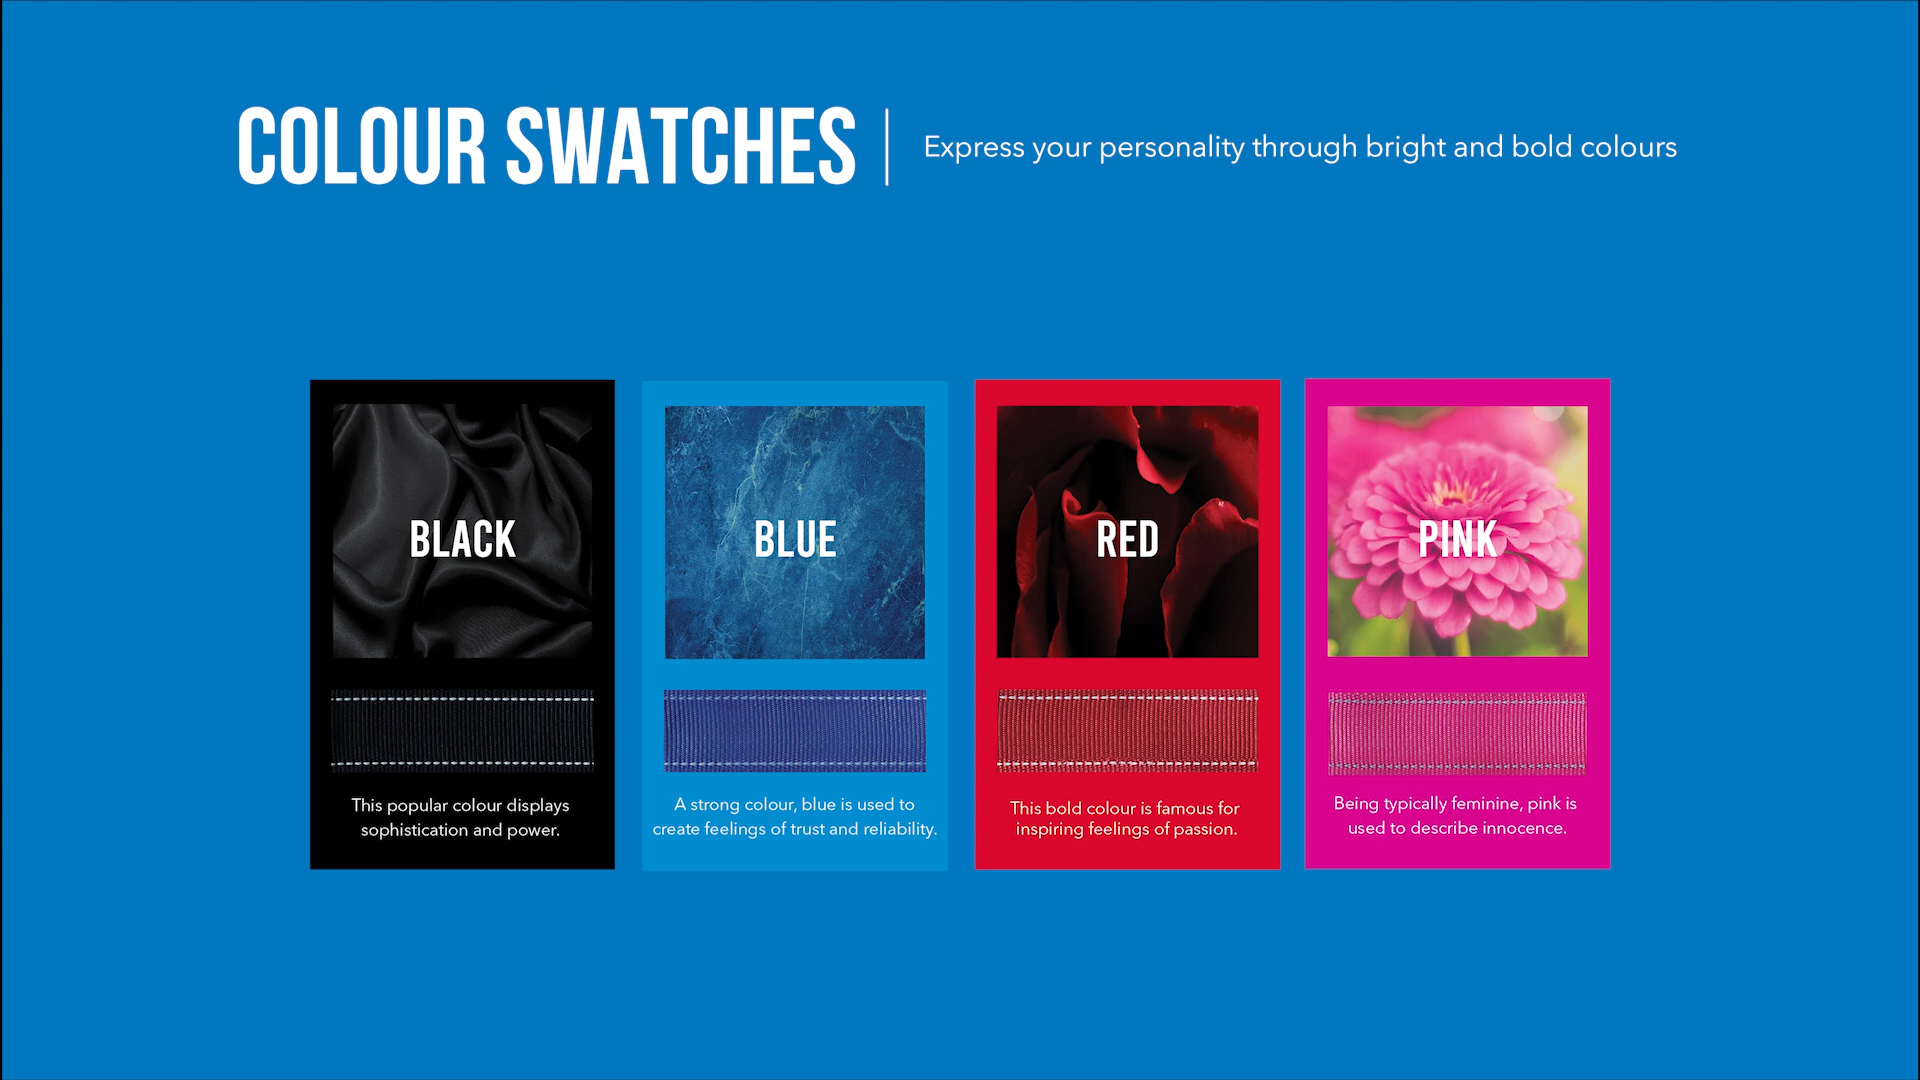 COLOUR SWATCHES
Express your personality through bright and bold colours
BLACK
This popular colour displays
sophistication and power.
BLUE
A strong colour, blue is used to
create feelings of trust and reliability.
RED
This bold colour is famous for
inspiring feelings of passion.
PINK
Being typically feminine, pink is
used to describe innocence.